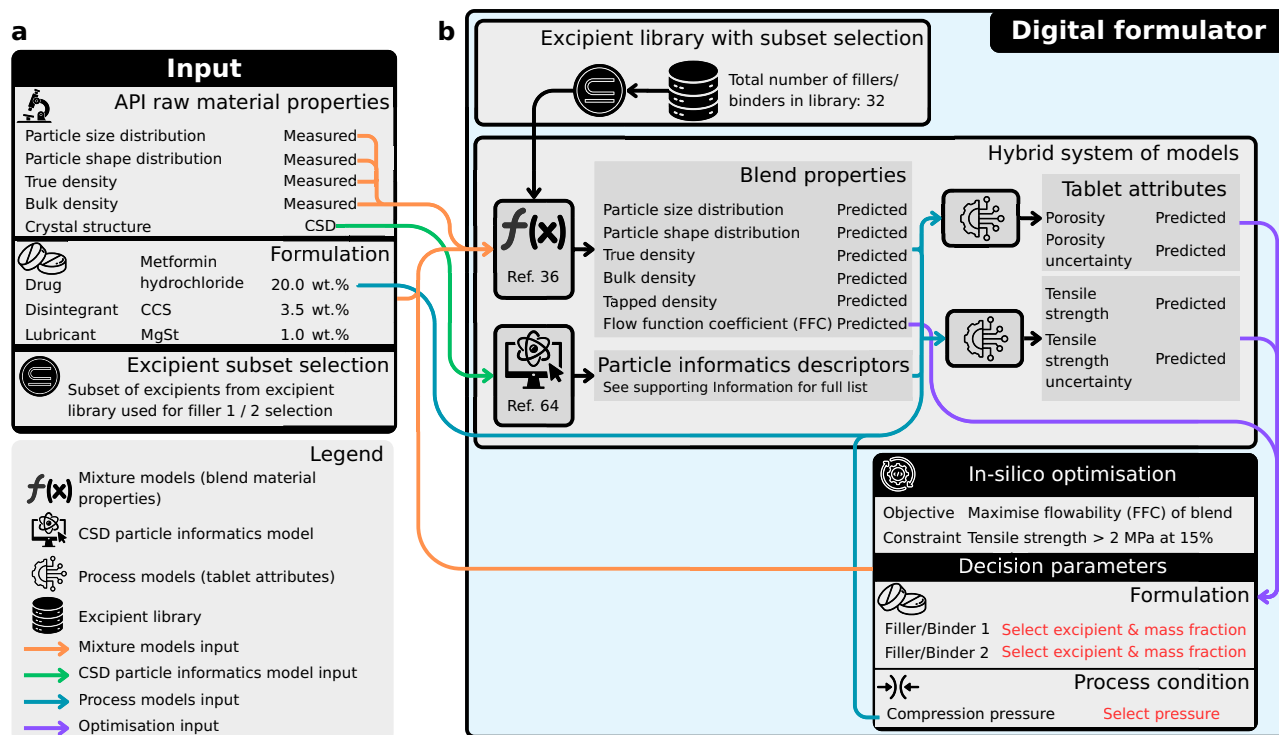 a
Input
API raw material properties
Particle size distribution Measured
Particle shape distribution Measured
True density Measured
Bulk density Measured
Crystal structure CSD
Formulation
Drug Metformin hydrochloride 20.0 wt.%
Disintegrant CCS 3.5 wt.%
Lubricant MgSt 1.0 wt.%
Excipient subset selection
Subset of excipients from excipient
library used for filler 1 / 2 selection
Legend
f(x) Mixture models (blend material
properties)
CSD particle informatics model
Process models (tablet attributes)
Excipient library
Mixture models input
CSD particle informatics model input
Process models input
Optimisation input
b
Digital formulator
Excipient library with subset selection
Total number of fillers/
binders in library: 32
Hybrid system of models
f(x)
Ref. 36
Blend properties
Particle size distribution Predicted
Particle shape distribution Predicted
True density Predicted
Bulk density Predicted
Tapped density Predicted
Flow function coefficient (FFC) Predicted
Ref. 64
Particle informatics descriptors
See supporting Information for full list
Tablet attributes
Porosity Predicted
Porosity
uncertainty Predicted
Tensile
strength Predicted
Tensile
strength
uncertainty Predicted
In-silico optimisation
Objective Maximise flowability (FFC) of blend
Constraint Tensile strength > 2 MPa at 15%
Decision parameters
Formulation
Filler/Binder 1 Select excipient & mass fraction
Filler/Binder 2 Select excipient & mass fraction
Process condition
Compression pressure Select pressure